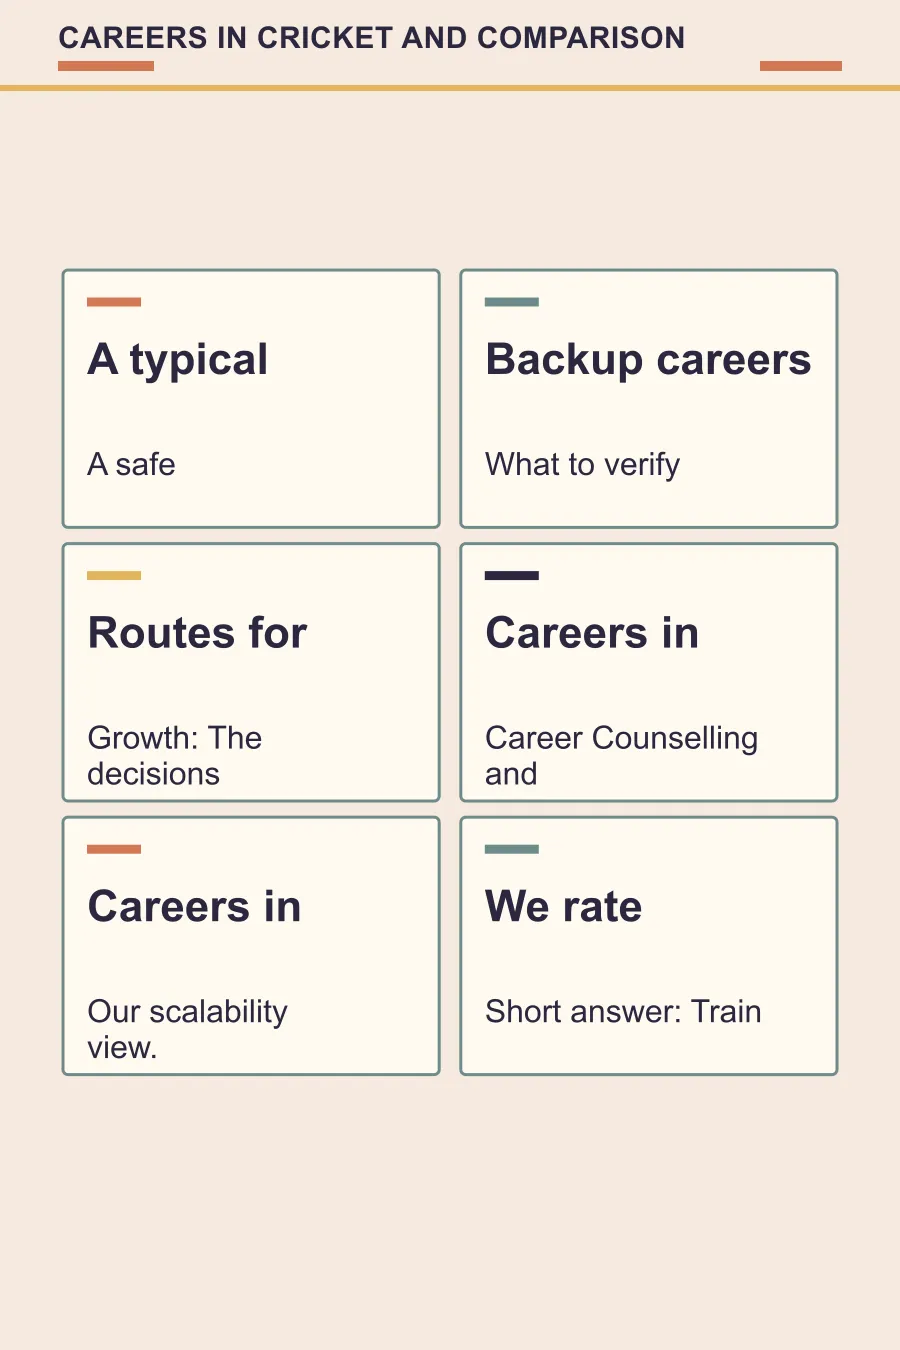 CAREERS IN CRICKET AND COMPARISON
A typical
A safe
Backup careers
What to verify
Routes for
Growth: The
decisions
Careers in
Career Counselling
and
Careers in
Our scalability
view.
We rate
Short answer: Train